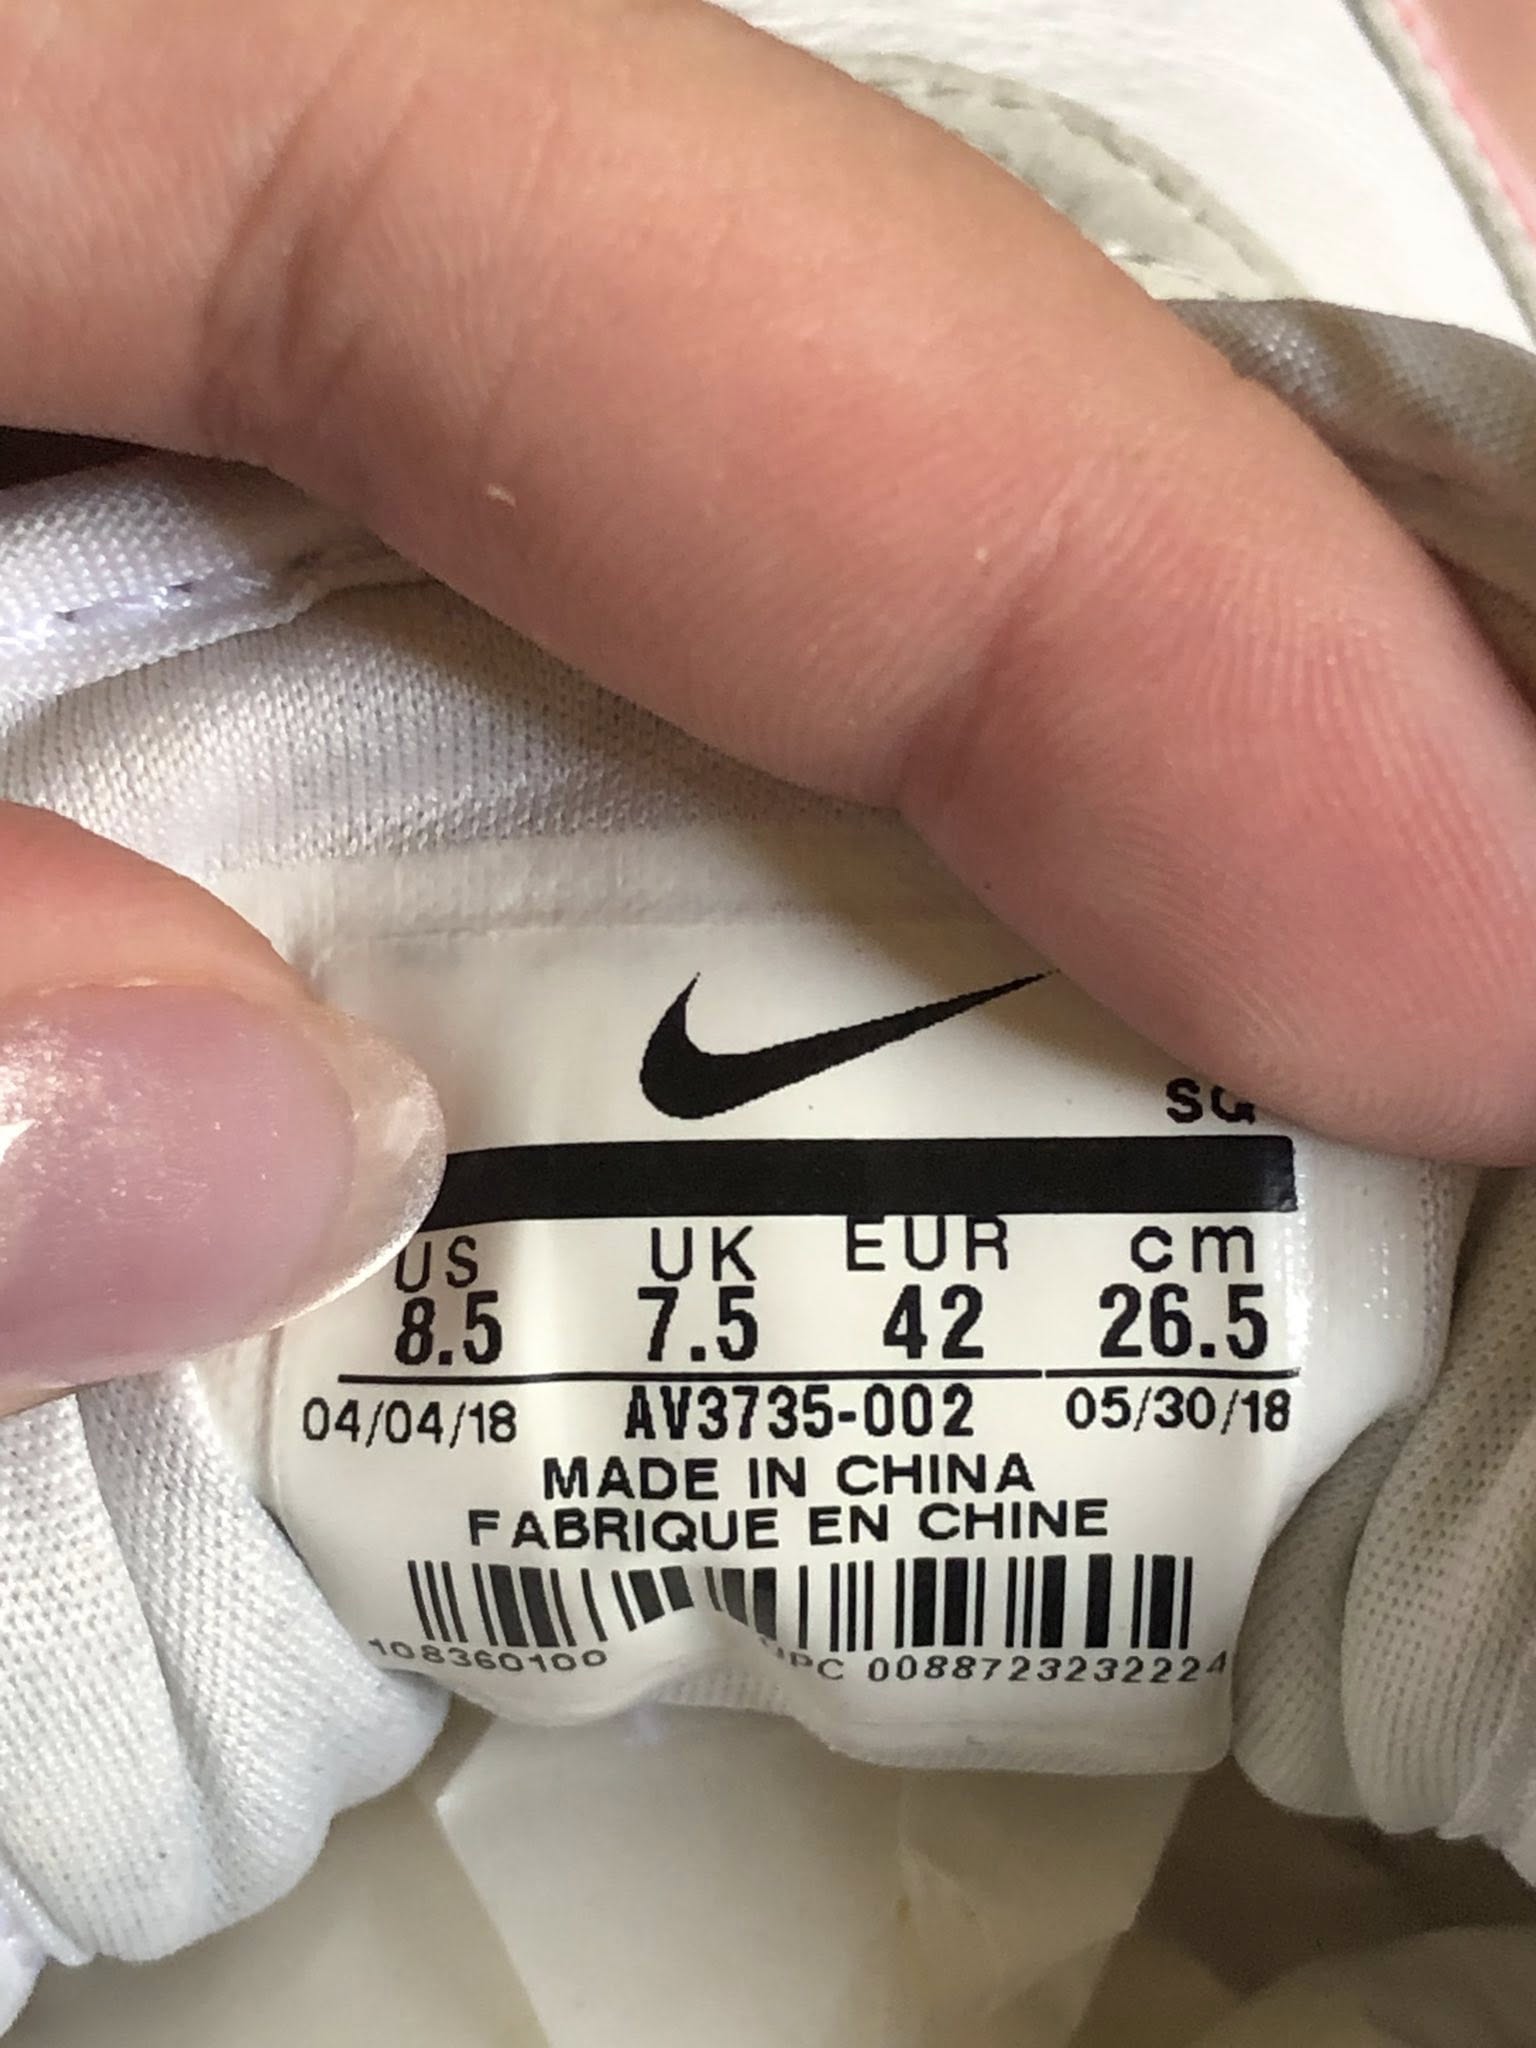 SQ
US UK EUR cm
8.5 7.5 42 26.5
04/04/18 AV3735-002 05/30/18
MADE IN CHINA
FABRIQUE EN CHINE
108360100 UPC 00887232322224